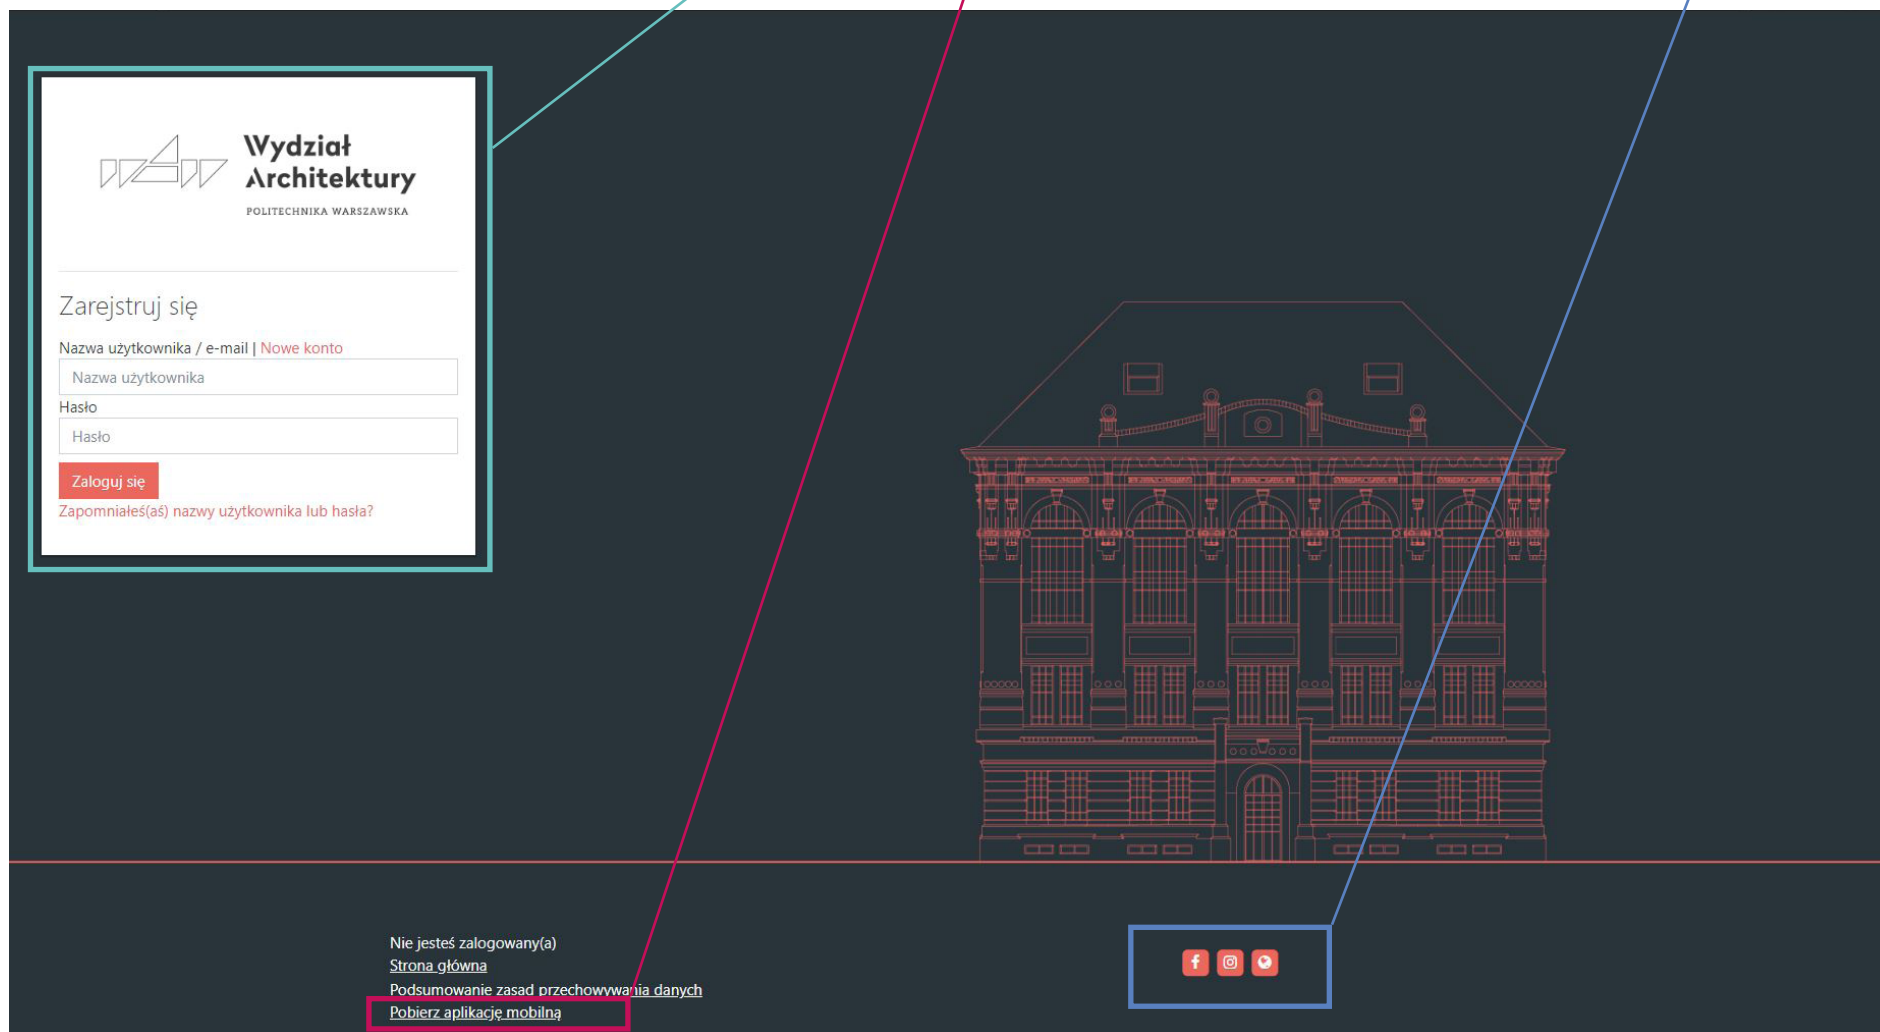 Wydział
Architektury
POLITECHNIKA WARSZAWSKA
Zarejstruj się
Nazwa użytkownika / e-mail | Nowe konto
Nazwa użytkownika
Hasło
Hasło
Zaloguj się
Zapomniałeś(aś) nazwy użytkownika lub hasła?
Nie jesteś zalogowany(a)
Strona główna
Podsumowanie zasad przechowywania danych
Pobierz aplikację mobilną